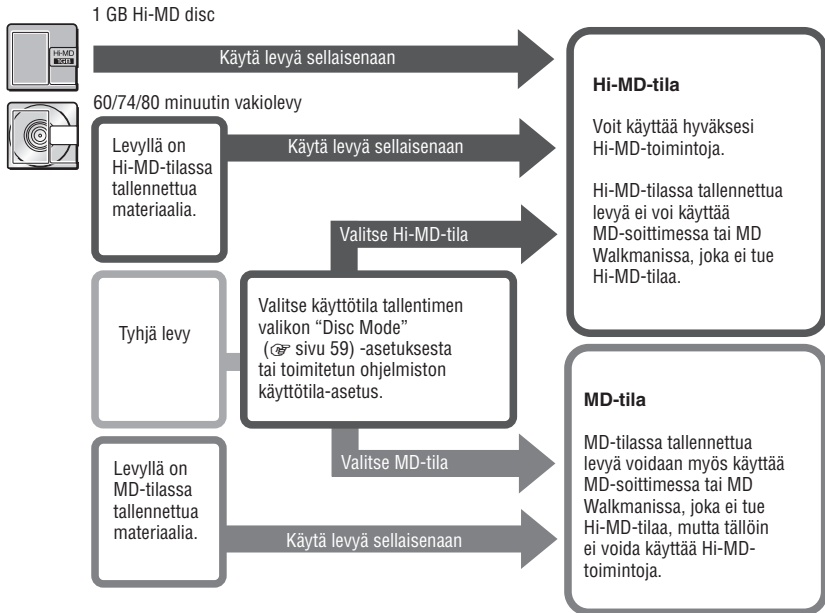 1 GB Hi-MD disc
Hi-MD
1GB
Käytä levyä sellaisenaan
60/74/80 minuutin vakiolevy
Levyllä on
Hi-MD-tilassa
tallennettua
materiaalia.
Käytä levyä sellaisenaan
Valitse Hi-MD-tila
Tyhjä levy
Valitse käyttötila tallentimen
valikon “Disc Mode”
(☞ sivu 59) -asetuksesta
tai toimitetun ohjelmiston
käyttötila-asetus.
Valitse MD-tila
Levyllä on
MD-tilassa
tallennettua
materiaalia.
Käytä levyä sellaisenaan
Hi-MD-tila
Voit käyttää hyväksesi
Hi-MD-toimintoja.
Hi-MD-tilassa tallennettua
levyä ei voi käyttää
MD-soittimessa tai MD
Walkmanissa, joka ei tue
Hi-MD-tilaa.
MD-tila
MD-tilassa tallennettua
levyä voidaan myös käyttää
MD-soittimessa tai MD
Walkmanissa, joka ei tue
Hi-MD-tilaa, mutta tällöin
ei voida käyttää Hi-MD-
toimintoja.